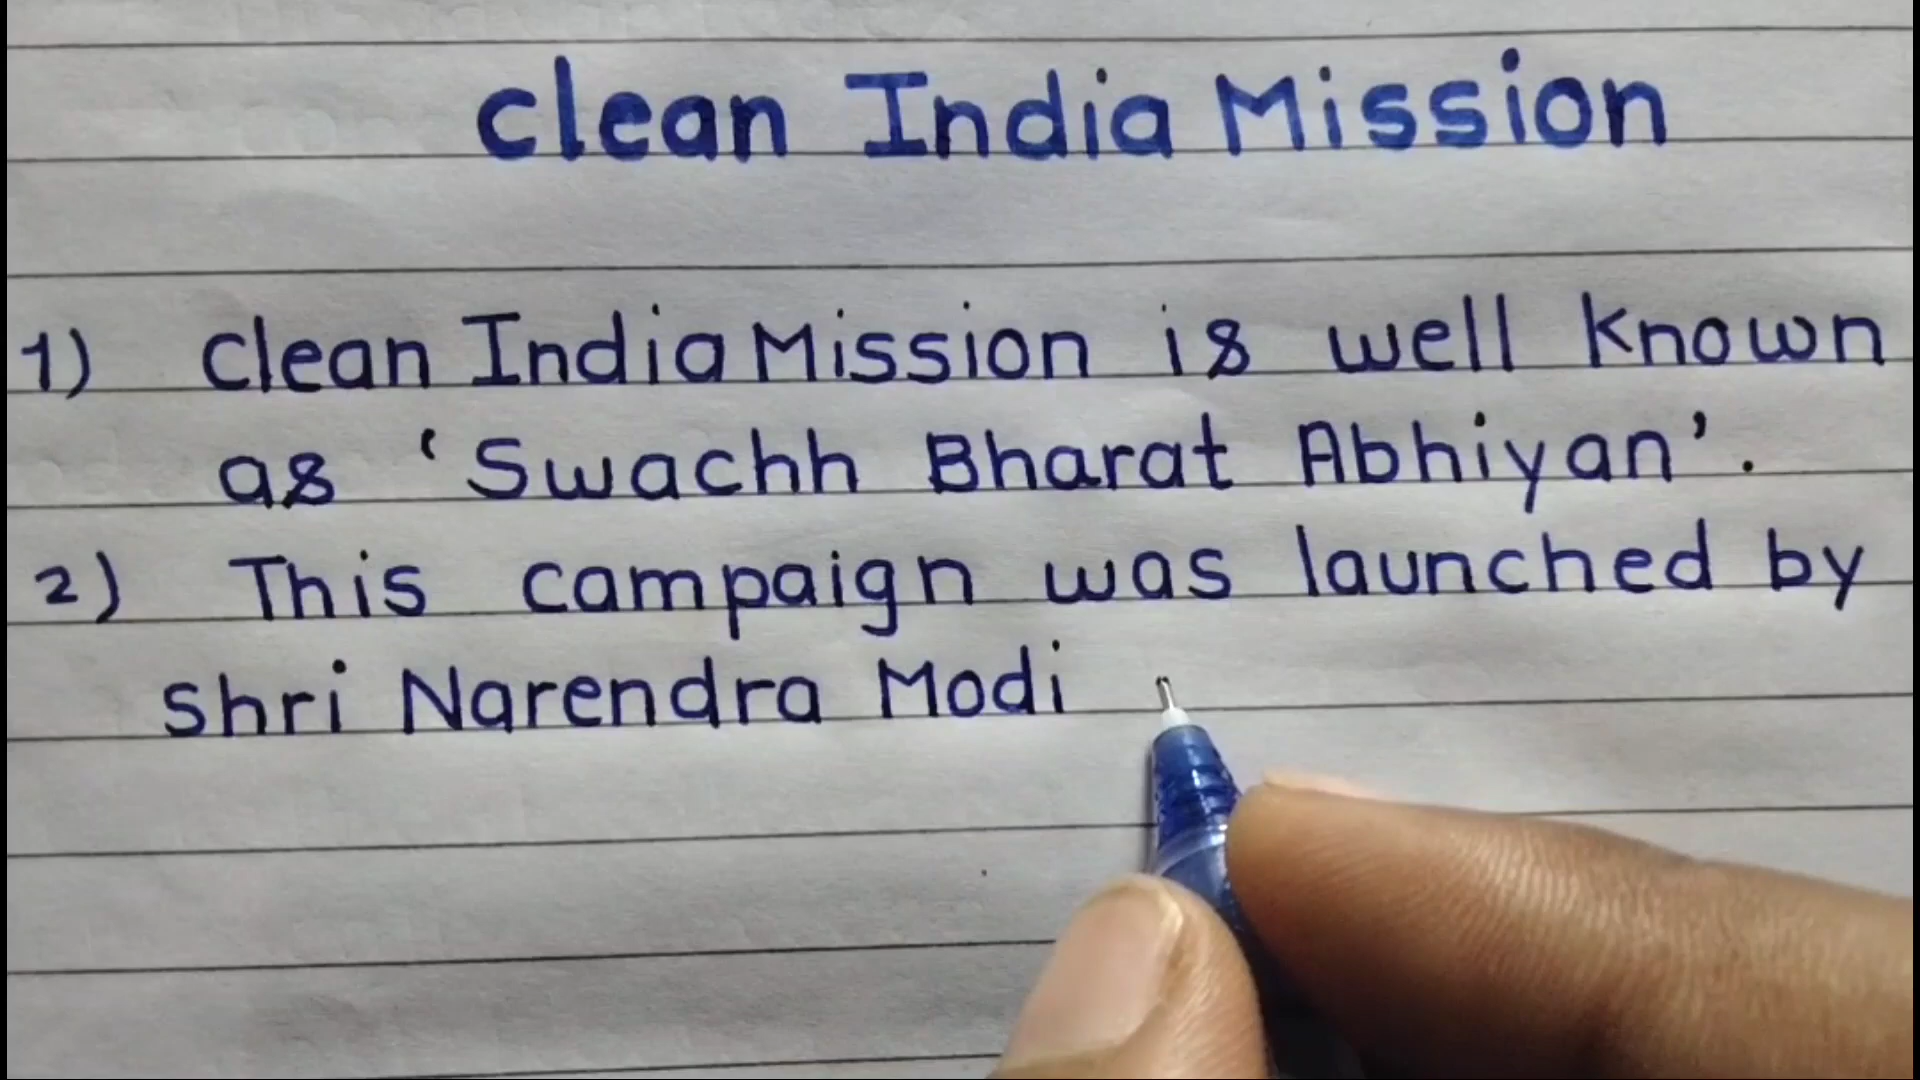 Clean India Mission
1) Clean India Mission is well known
as ‘Swachh Bharat Abhiyan’.
2) This campaign was launched by
Shri Narendra Modi